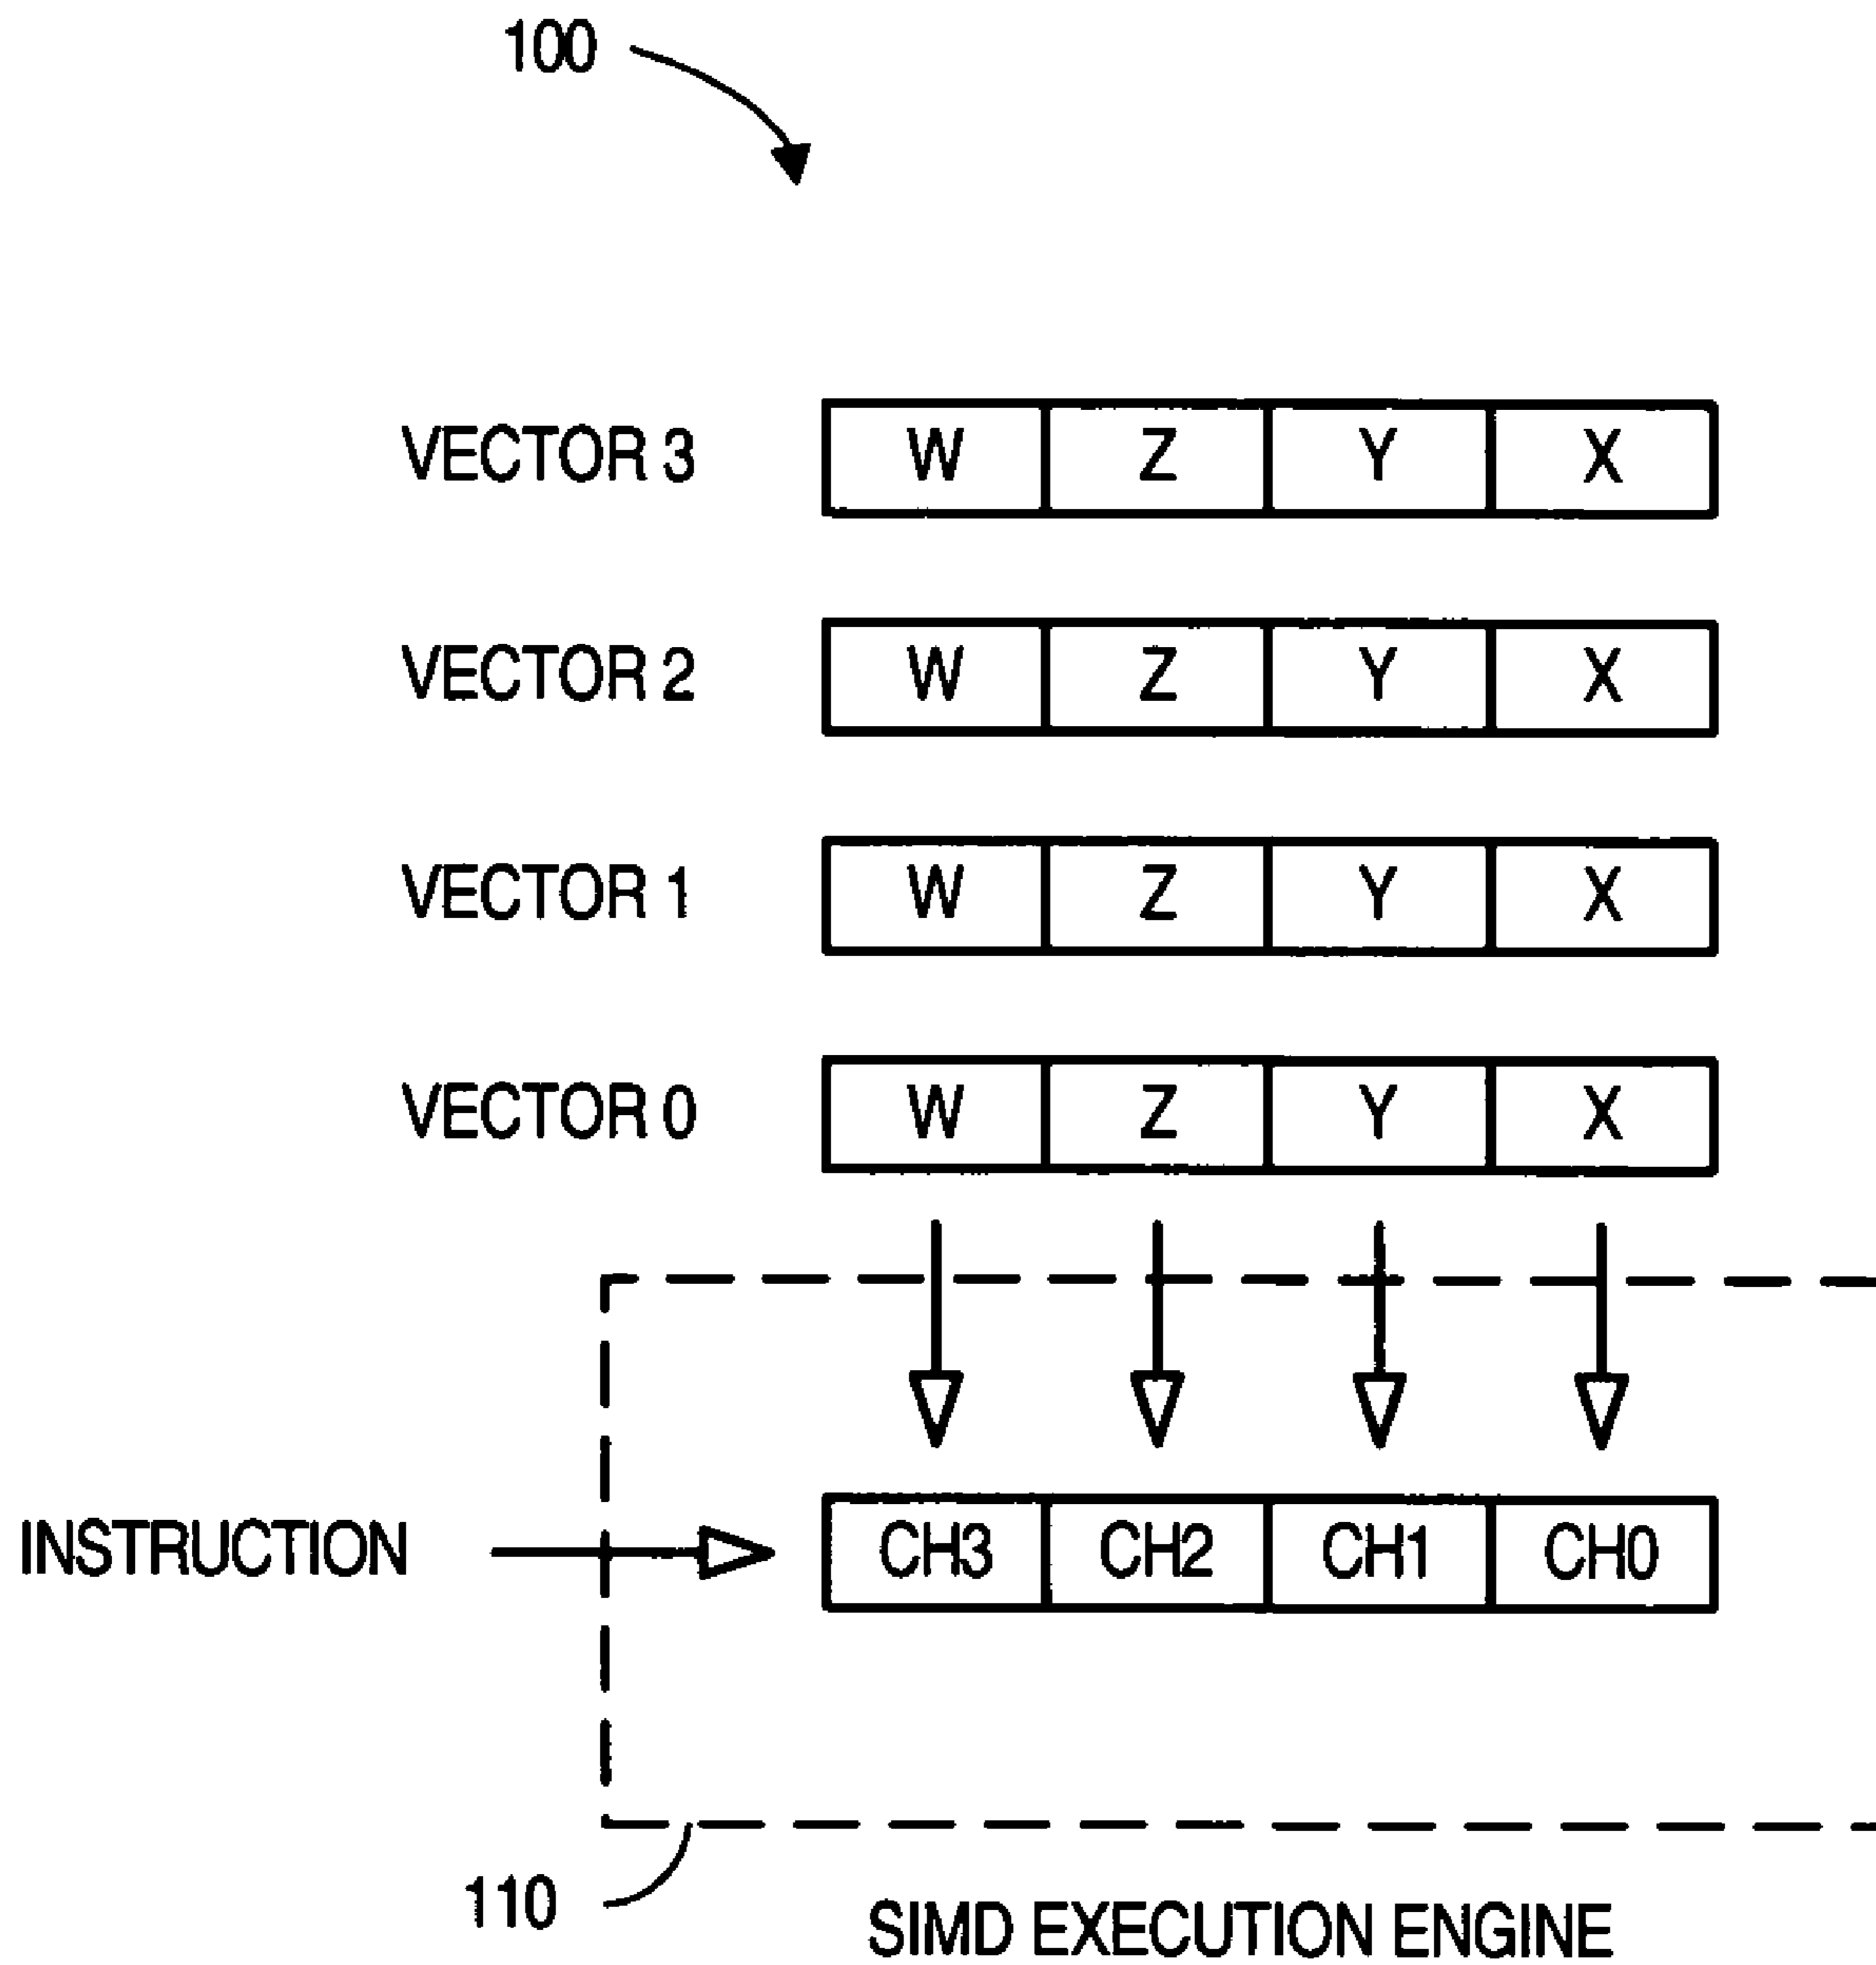 100
VECTOR 3 W Z Y X
VECTOR 2 W Z Y X
VECTOR 1 W Z Y X
VECTOR 0 W Z Y X
INSTRUCTION CH3 CH2 CH1 CH0
110
SIMD EXECUTION ENGINE